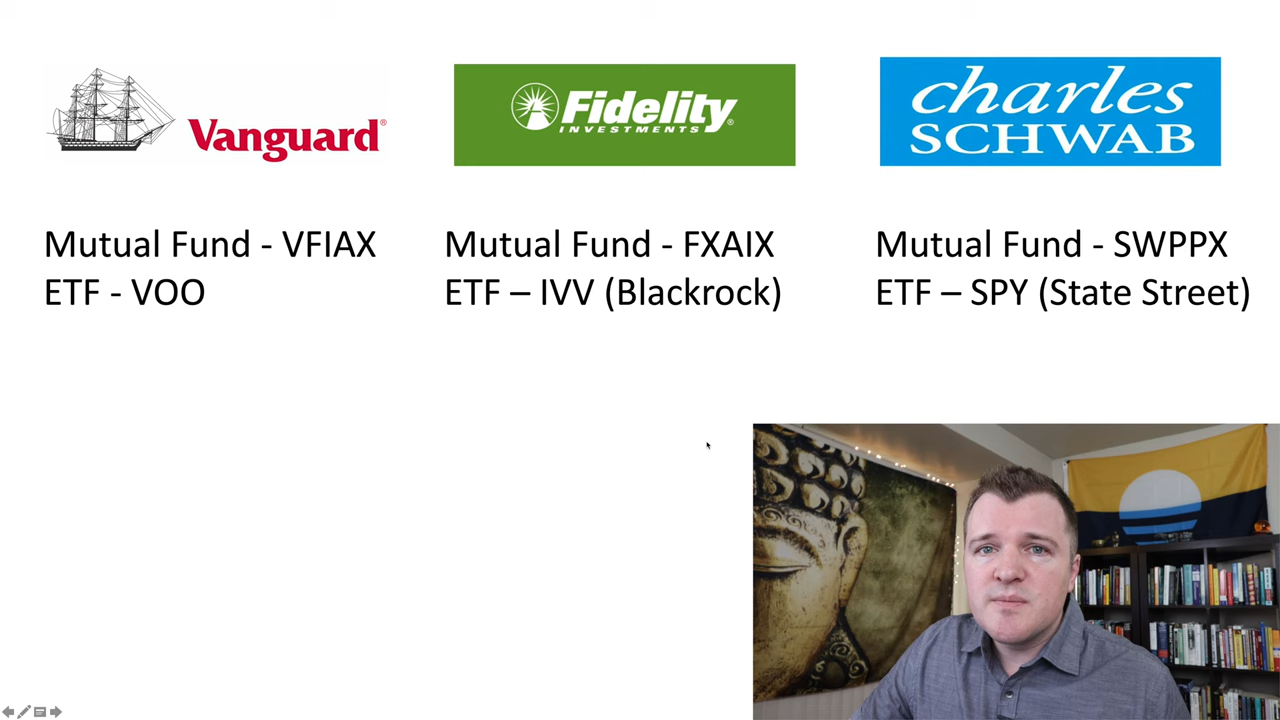 Vanguard®
Fidelity®
INVESTMENTS
charles
SCHWAB
Mutual Fund - VFIAX
ETF - VOO
Mutual Fund - FXAIX
ETF – IVV (Blackrock)
Mutual Fund - SWPPX
ETF – SPY (State Street)